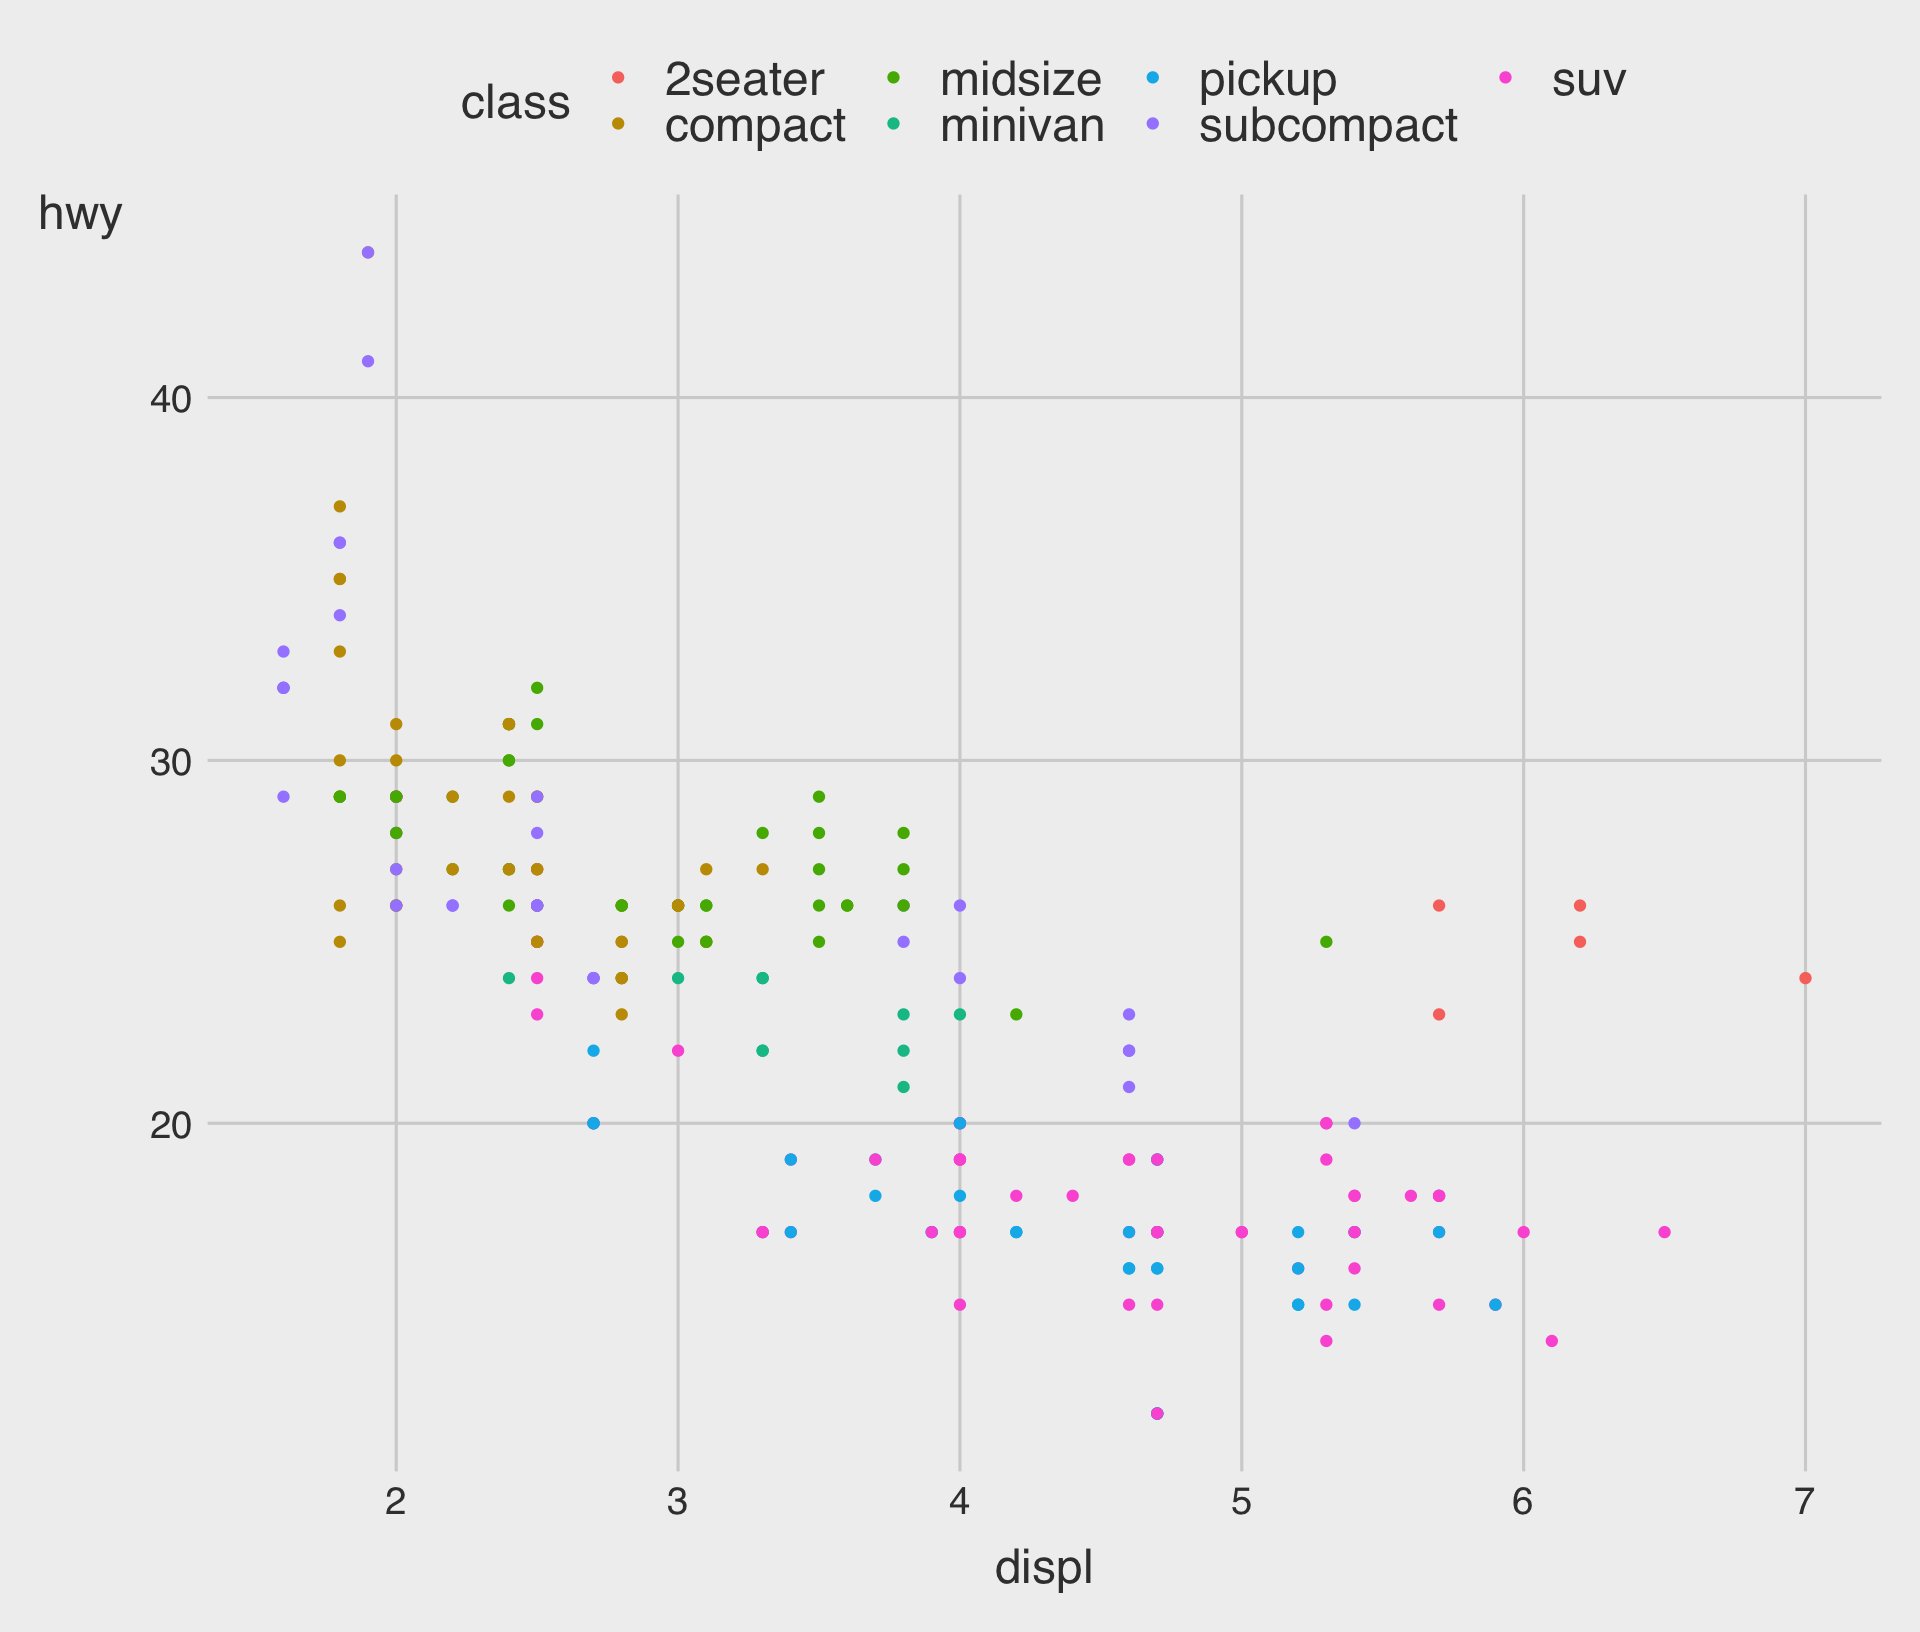 class 2seater midsize pickup suv
compact minivan subcompact
hwy
40
30
20
2 3 4 5 6 7
displ